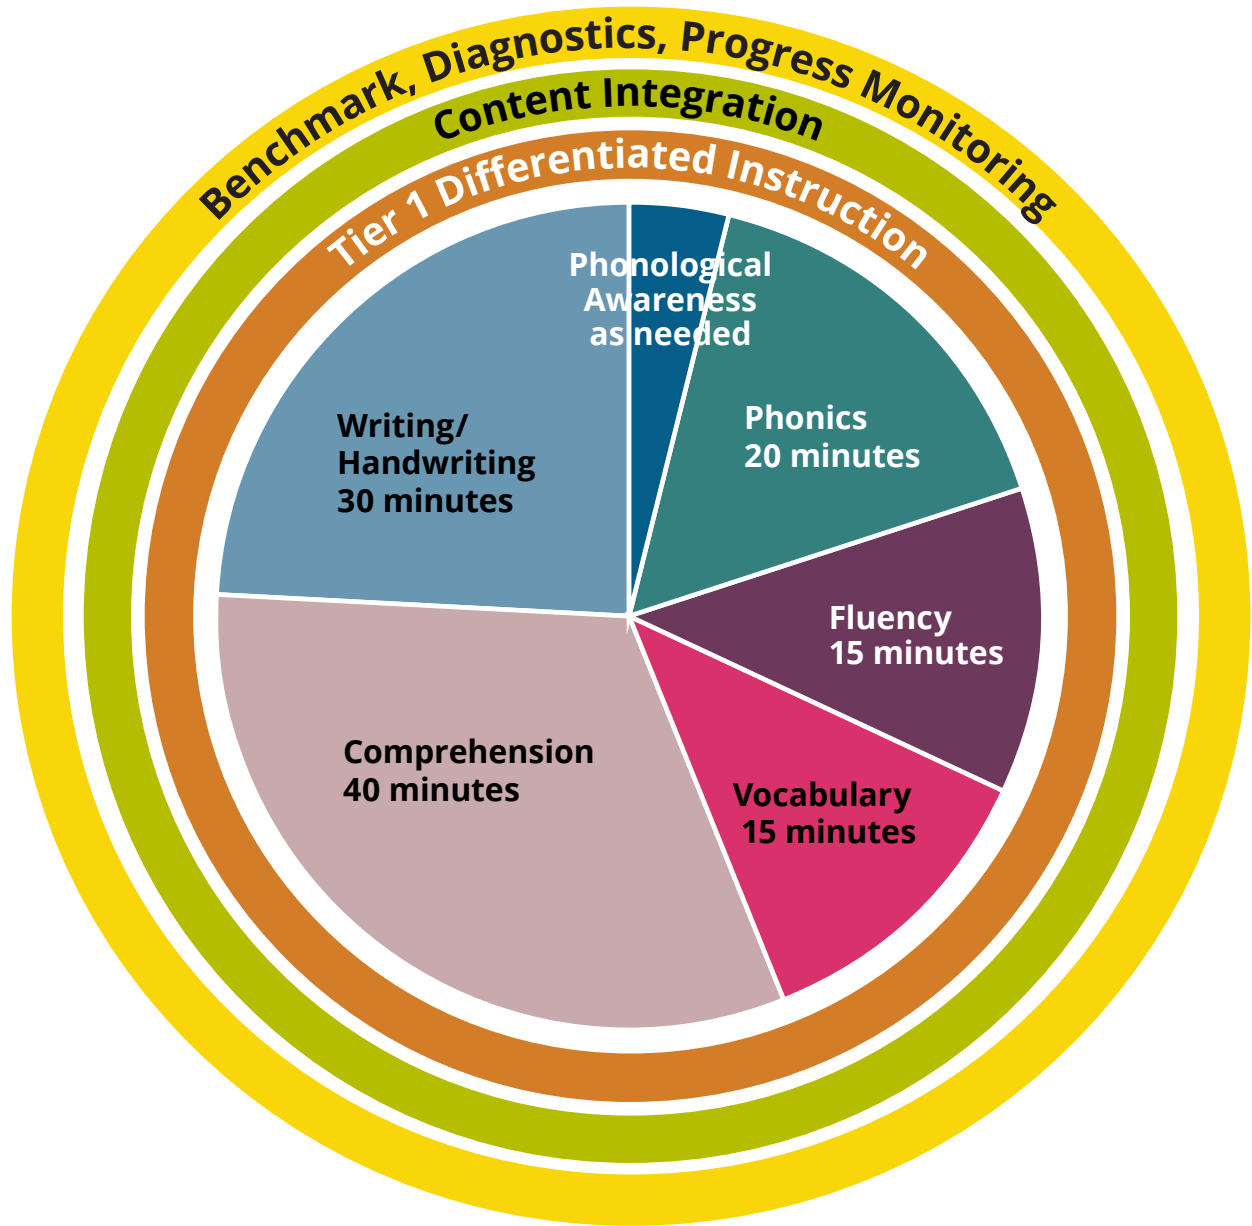 Benchmark, Diagnostics, Progress Monitoring
Content Integration
Tier 1 Differentiated Instruction
Phonological
Awareness
as needed
Phonics
20 minutes
Fluency
15 minutes
Vocabulary
15 minutes
Comprehension
40 minutes
Writing/
Handwriting
30 minutes